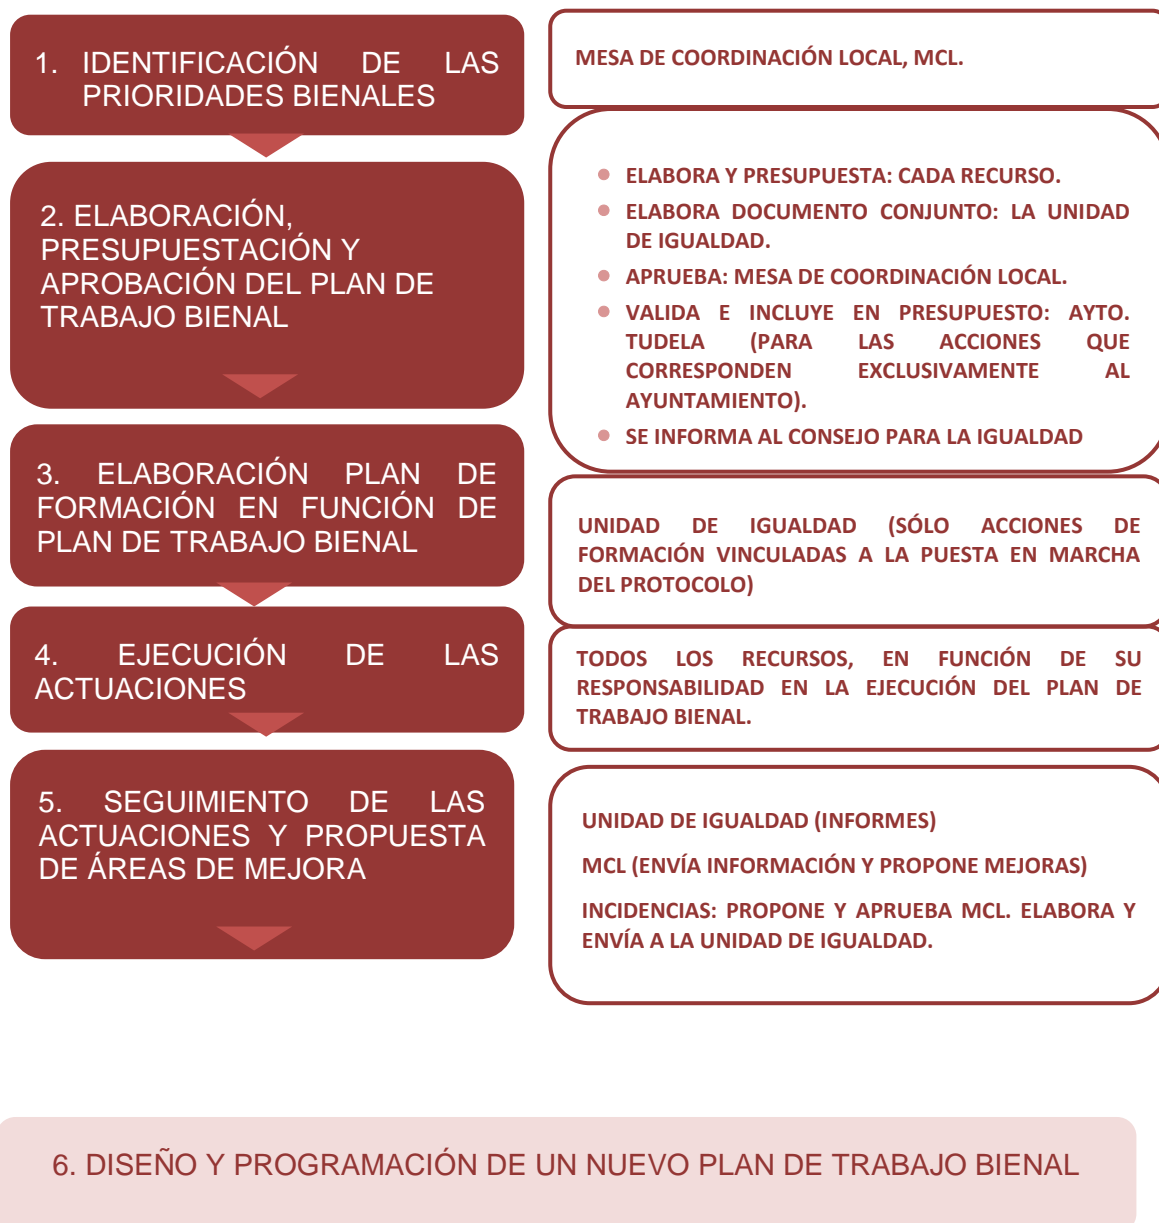 1. IDENTIFICACIÓN DE LAS
PRIORIDADES BIENALES
MESA DE COORDINACIÓN LOCAL, MCL.
2. ELABORACIÓN,
PRESUPUESTACIÓN Y
APROBACIÓN DEL PLAN DE
TRABAJO BIENAL
• ELABORA Y PRESUPUESTA: CADA RECURSO.
• ELABORA DOCUMENTO CONJUNTO: LA UNIDAD
DE IGUALDAD.
• APRUEBA: MESA DE COORDINACIÓN LOCAL.
• VALIDA E INCLUYE EN PRESUPUESTO: AYTO.
TUDELA (PARA LAS ACCIONES QUE
CORRESPONDEN EXCLUSIVAMENTE AL
AYUNTAMIENTO).
• SE INFORMA AL CONSEJO PARA LA IGUALDAD
3. ELABORACIÓN PLAN DE
FORMACIÓN EN FUNCIÓN DE
PLAN DE TRABAJO BIENAL
UNIDAD DE IGUALDAD (SÓLO ACCIONES DE
FORMACIÓN VINCULADAS A LA PUESTA EN MARCHA
DEL PROTOCOLO)
4. EJECUCIÓN DE LAS
ACTUACIONES
TODOS LOS RECURSOS, EN FUNCIÓN DE SU
RESPONSABILIDAD EN LA EJECUCIÓN DEL PLAN DE
TRABAJO BIENAL.
5. SEGUIMIENTO DE LAS
ACTUACIONES Y PROPUESTA
DE ÁREAS DE MEJORA
UNIDAD DE IGUALDAD (INFORMES)
MCL (ENVÍA INFORMACIÓN Y PROPONE MEJORAS)
INCIDENCIAS: PROPONE Y APRUEBA MCL. ELABORA Y
ENVÍA A LA UNIDAD DE IGUALDAD.
6. DISEÑO Y PROGRAMACIÓN DE UN NUEVO PLAN DE TRABAJO BIENAL